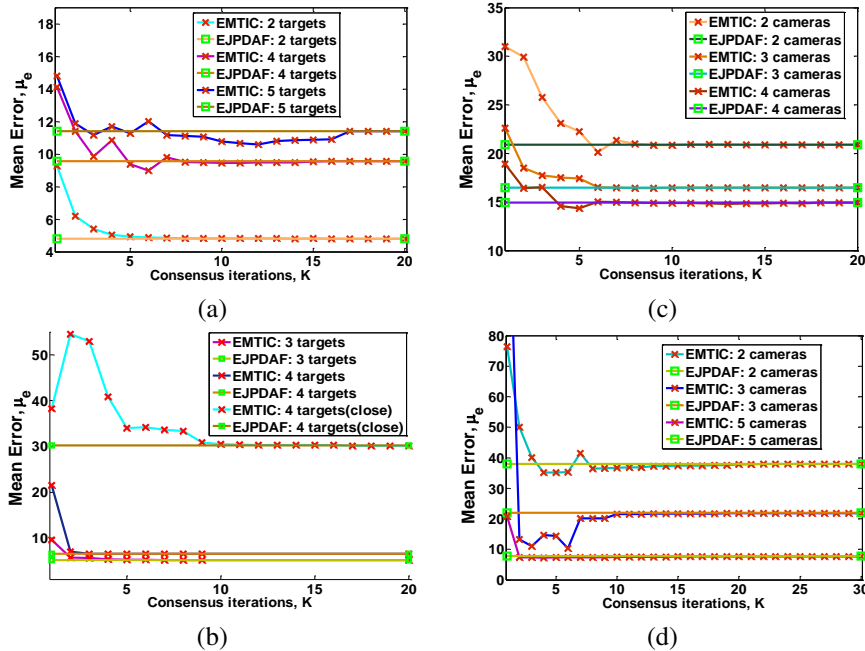 16
14
12
10
8
6
4
0
5
10
15
20
Mean Error, μe
Consensus iterations, K
EMTIC: 2 targets
EJPDAF: 2 targets
EMTIC: 4 targets
EJPDAF: 4 targets
EMTIC: 5 targets
EJPDAF: 5 targets
(a)
35
30
25
20
15
10
5
10
15
20
Mean Error, μe
Consensus iterations, K
EMTIC: 2 cameras
EJPDAF: 2 cameras
EMTIC: 3 cameras
EJPDAF: 3 cameras
EMTIC: 4 cameras
EJPDAF: 4 cameras
(c)
50
40
30
20
10
5
10
15
20
Mean Error, μe
Consensus iterations, K
EMTIC: 3 targets
EJPDAF: 3 targets
EMTIC: 4 targets
EJPDAF: 4 targets
EMTIC: 4 targets(close)
EJPDAF: 4 targets(close)
(b)
80
70
60
50
40
30
20
10
0
5
10
15
20
25
30
Mean Error, μe
Consensus iterations, K
EMTIC: 2 cameras
EJPDAF: 2 cameras
EMTIC: 3 cameras
EJPDAF: 3 cameras
EMTIC: 5 cameras
EJPDAF: 5 cameras
(d)